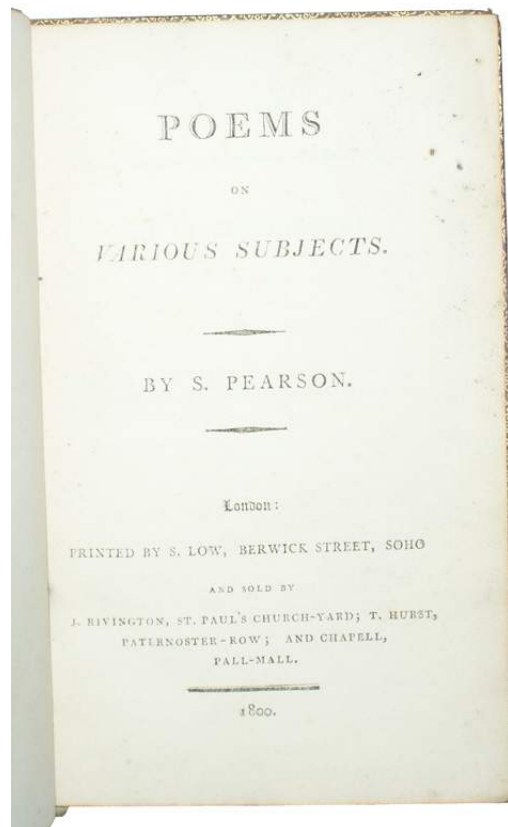 POEMS
ON
VARIOUS SUBJECTS.
BY S. PEARSON.
London:
PRINTED BY S. LOW, BERWICK STREET, SOHO
AND SOLD BY
J. RIVINGTON, ST. PAUL'S CHURCH-YARD; T. HURST,
PATERNOSTER-ROW; AND CHAPELL,
PALL-MALL.
1800.